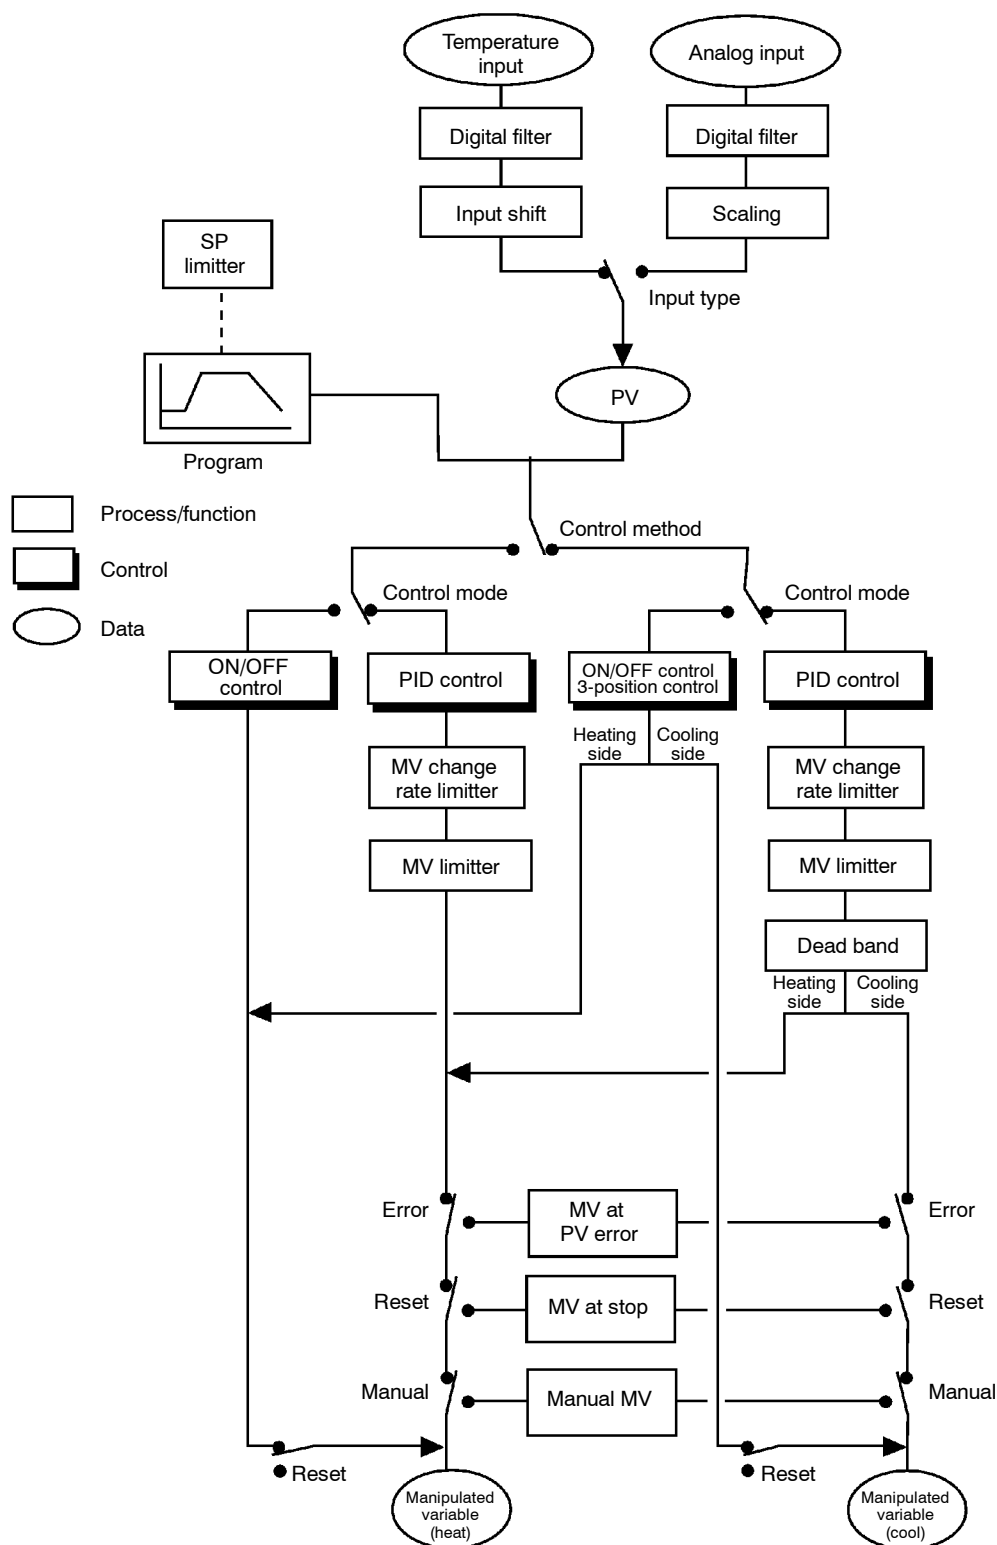 Temperature
input
Analog input
Digital filter
Digital filter
Input shift
Scaling
SP
limitter
Input type
PV
Program
Process/function
Control method
Control
Control mode
Control mode
Data
ON/OFF
control
PID control
ON/OFF control
3-position control
PID control
Heating
side
Cooling
side
MV change
rate limitter
MV change
rate limitter
MV limitter
MV limitter
Dead band
Heating
side
Cooling
side
Error
MV at
PV error
Error
Reset
MV at stop
Reset
Manual
Manual MV
Manual
Reset
Reset
Manipulated
variable
(heat)
Manipulated
variable
(cool)